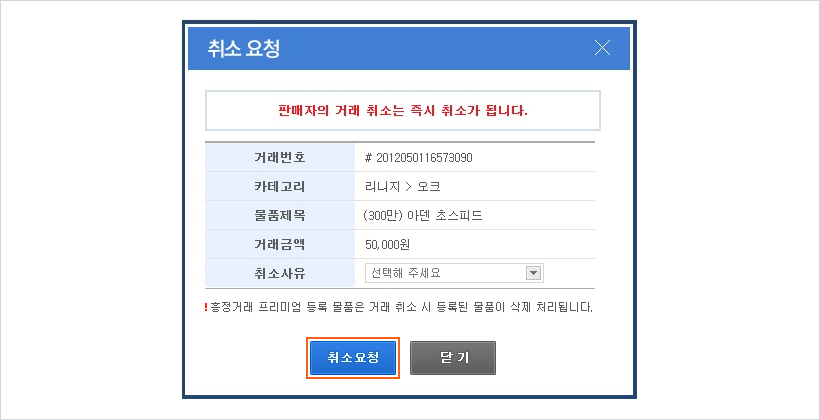 취소 요청
판매자의 거래 취소는 즉시 취소가 됩니다.
거래번호 # 2012050116573090
카테고리 리니지 > 오크
물품제목 (300만) 아덴 초스피드
거래금액 50,000원
취소사유 선택해 주세요
! 흥정거래 프리미엄 등록 물품은 거래 취소 시 등록된 물품이 삭제 처리됩니다.
취소요청 닫 기